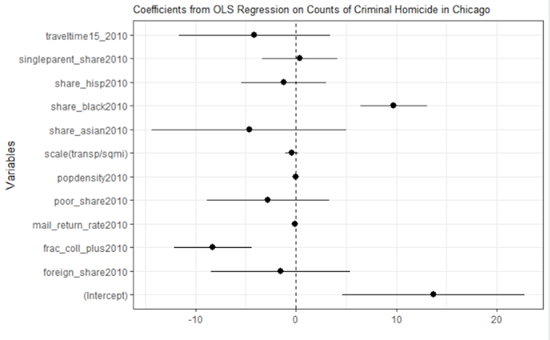 Coefficients from OLS Regression on Counts of Criminal Homicide in Chicago
Variables
traveltime15_2010
singleparent_share2010
share_hisp2010
share_black2010
share_asian2010
scale(transp/sqmi)
popdensity2010
poor_share2010
mail_return_rate2010
frac_coll_plus2010
foreign_share2010
(Intercept)
-10 0 10 20